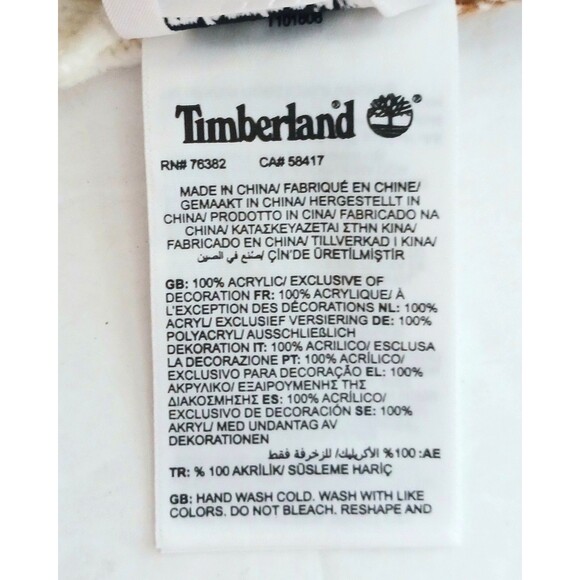 1101608
Timberland ®
RN# 76382 CA# 58417
MADE IN CHINA/ FABRIQUÉ EN CHINE/
GEMAAKT IN CHINA/ HERGESTELLT IN
CHINA/ PRODOTTO IN CINA/ FABRICADO NA
CHINA/ ΚΑΤΑΣΚΕΥΑΖΕΤΑΙ ΣΤΗΝ ΚΙΝΑ/
FABRICADO EN CHINA/ TILLVERKAD I KINA/
صنع في الصين/ ÇİN'DE ÜRETİLMİŞTİR
GB: 100% ACRYLIC/ EXCLUSIVE OF
DECORATION FR: 100% ACRYLIQUE/ À
L'EXCEPTION DES DÉCORATIONS NL: 100%
ACRYL/ EXCLUSIEF VERSIERING DE: 100%
POLYACRYL/ AUSSCHLIEßLICH
DEKORATION IT: 100% ACRILICO/ ESCLUSA
LA DECORAZIONE PT: 100% ACRÍLICO/
EXCLUSIVO PARA DECORAÇÃO EL: 100%
ΑΚΡΥΛΙΚΟ/ ΕΞΑΙΡΟΥΜΕΝΗΣ ΤΗΣ
ΔΙΑΚΟΣΜΗΣΗΣ ES: 100% ACRÍLICO/
EXCLUSIVO DE DECORACIÓN SE: 100%
AKRYL/ MED UNDANTAG AV
DEKORATIONEN
AE: 100 % الأكريليك/ للزخرفة فقط
TR: % 100 AKRİLİK/ SÜSLEME HARİÇ
GB: HAND WASH COLD. WASH WITH LIKE
COLORS. DO NOT BLEACH. RESHAPE AND